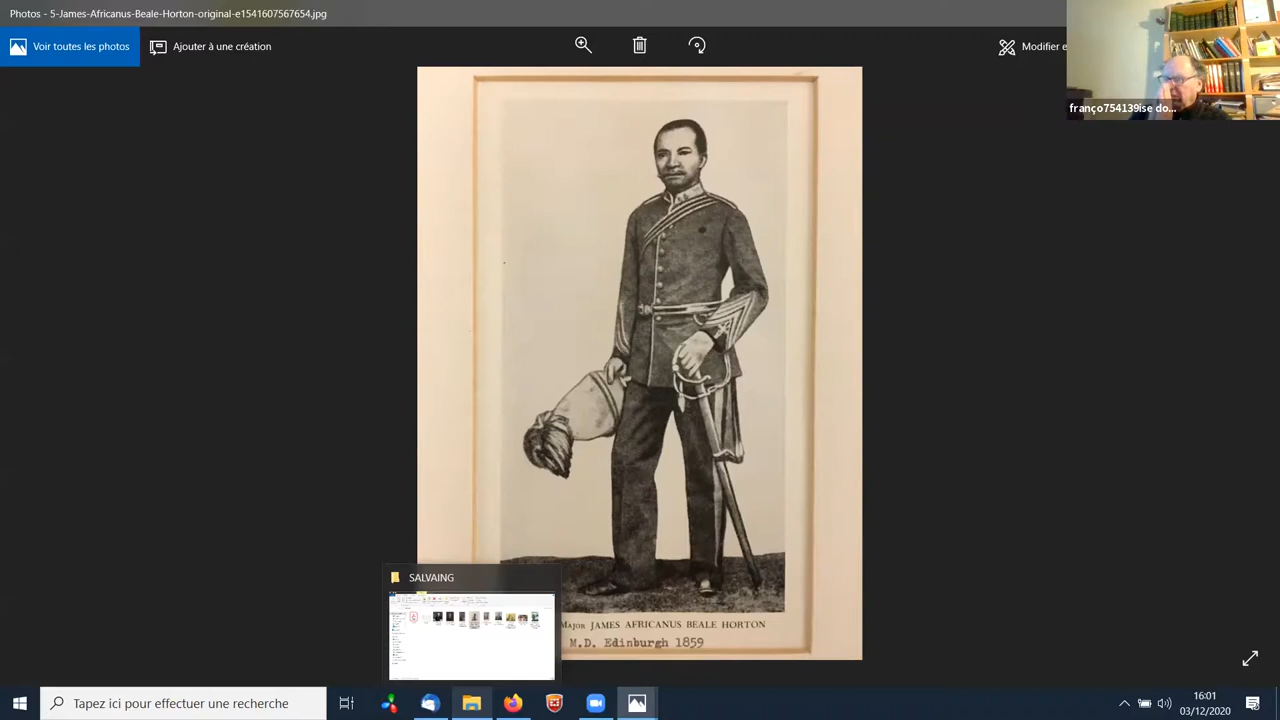 Photos - 5-James-Africanus-Beale-Horton-original-e1541607567654.jpg
Voir toutes les photos
Ajouter à une création
Modifier e
franço754139ise do...
SALVAING
Major JAMES AFRICANUS BEALE HORTON
M.D. Edinburgh 1859
Tapez ici pour effectuer une recherche
16:01
03/12/2020